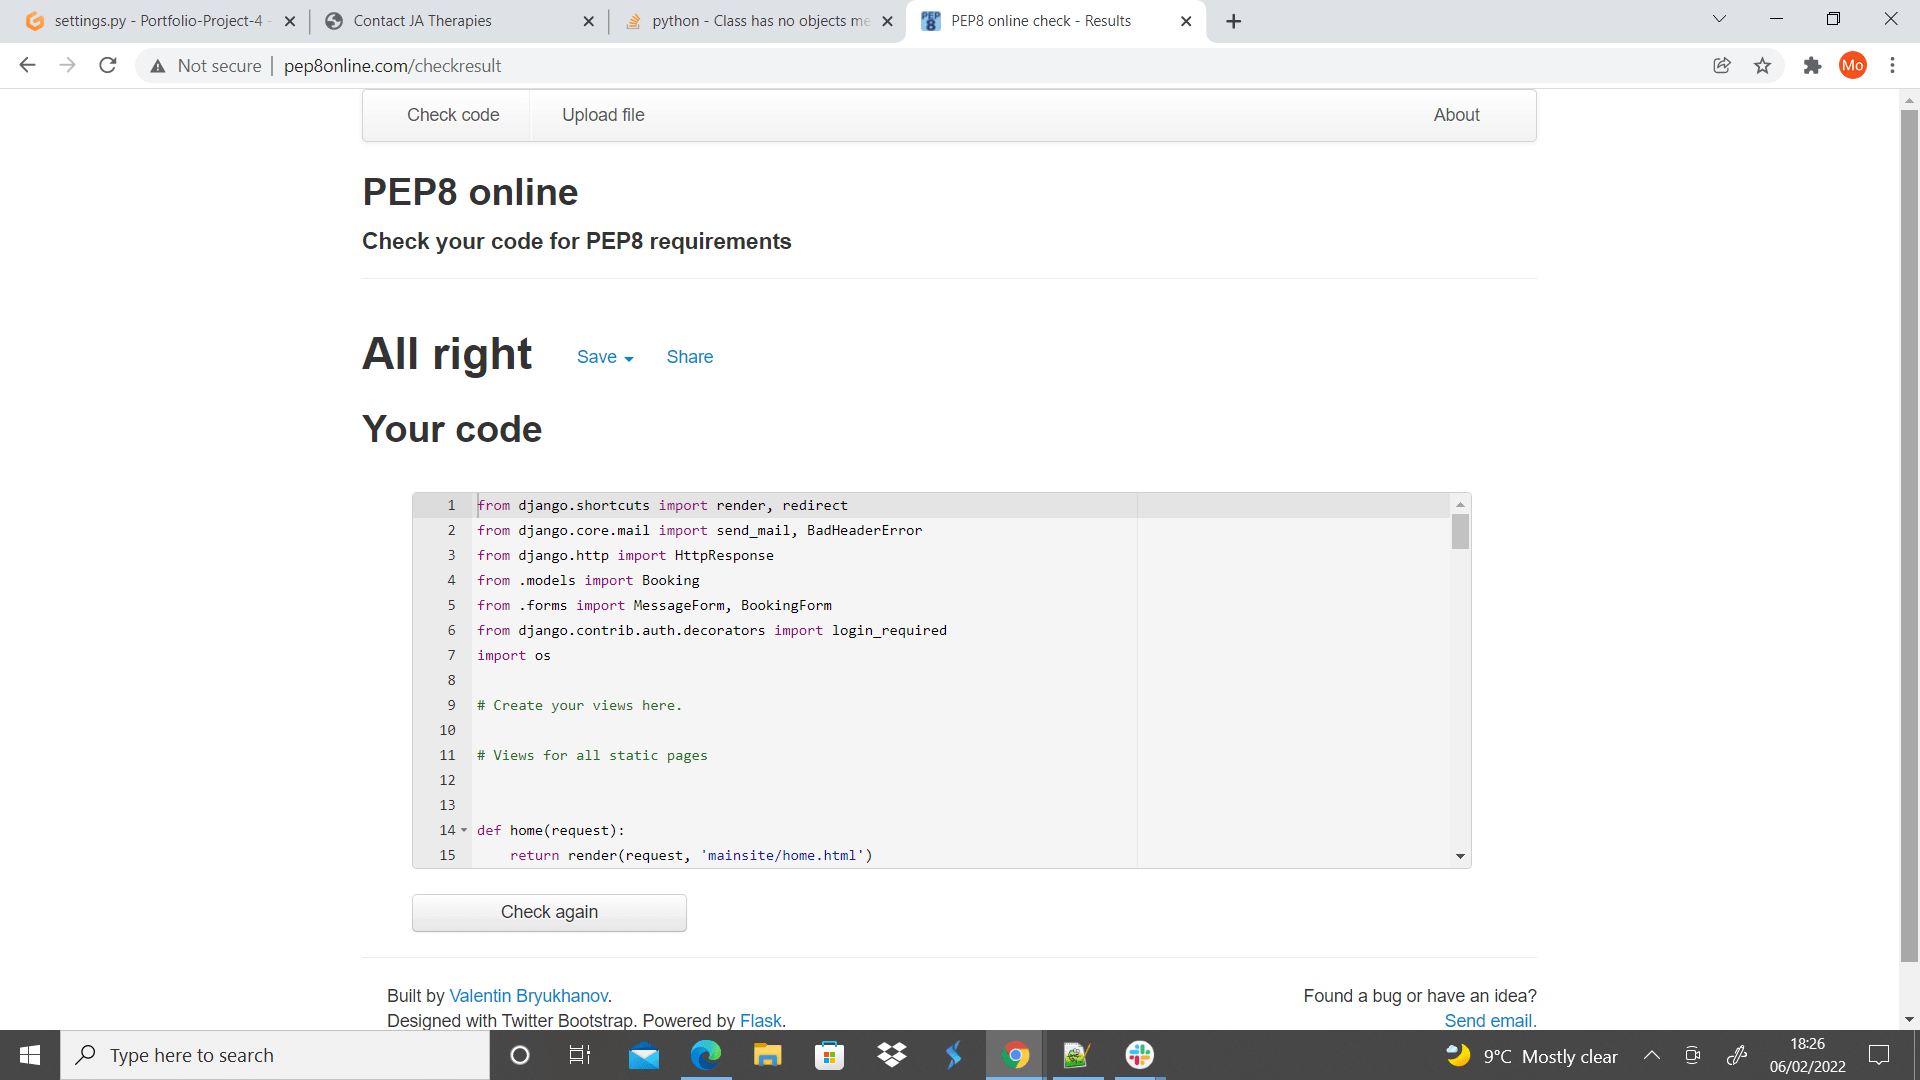 settings.py - Portfolio-Project-4 -
Contact JA Therapies
python - Class has no objects me
PEP8 online check - Results
Not secure
pep8online.com/checkresult
Mo
Check code
Upload file
About
PEP8 online
Check your code for PEP8 requirements
All right
Save
Share
Your code
1 from django.shortcuts import render, redirect
2 from django.core.mail import send_mail, BadHeaderError
3 from django.http import HttpResponse
4 from .models import Booking
5 from .forms import MessageForm, BookingForm
6 from django.contrib.auth.decorators import login_required
7 import os
8
9 # Create your views here.
10
11 # Views for all static pages
12
13
14 def home(request):
15     return render(request, 'mainsite/home.html')
Check again
Built by Valentin Bryukhanov.
Designed with Twitter Bootstrap. Powered by Flask.
Found a bug or have an idea?
Send email.
Type here to search
9°C Mostly clear
18:26
06/02/2022